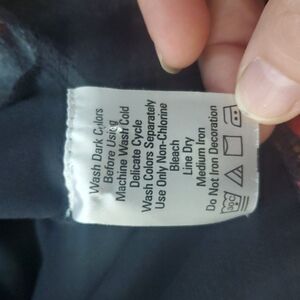 Wash Dark Colors
Before Using
Machine Wash Cold
Delicate Cycle
Wash Colors Separately
Use Only Non-Chlorine
Bleach
Line Dry
Medium Iron
Do Not Iron Decoration